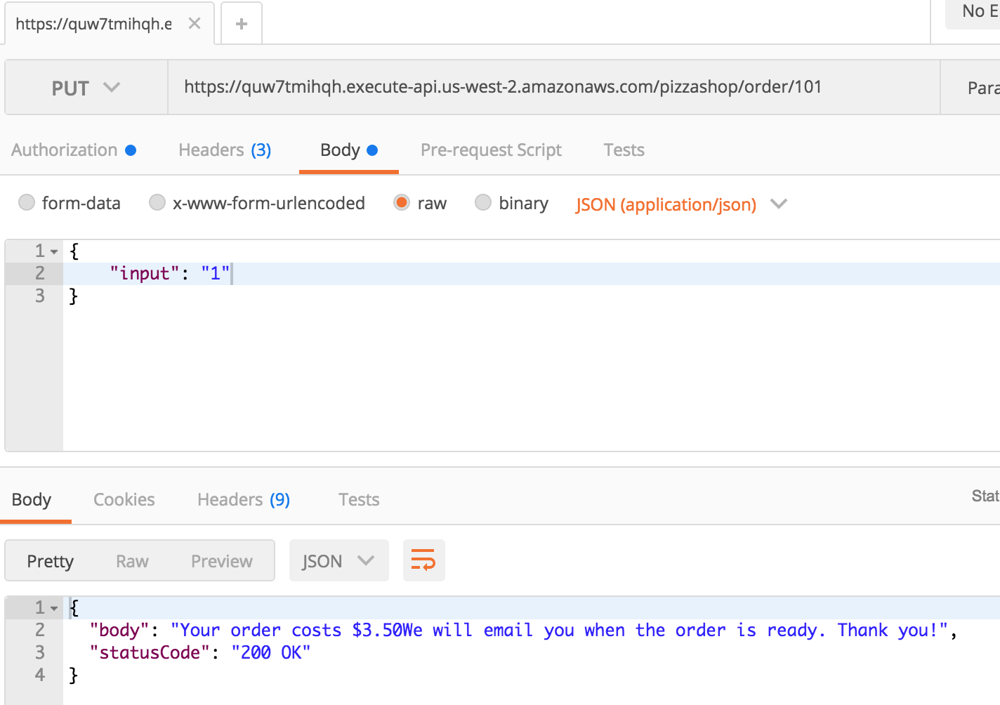 https://quw7tmihqh.e
No E
PUT https://quw7tmihqh.execute-api.us-west-2.amazonaws.com/pizzashop/order/101 Para
Authorization Headers (3) Body Pre-request Script Tests
form-data x-www-form-urlencoded raw binary JSON (application/json)
1 {
2 "input": "1"
3 }
Body Cookies Headers (9) Tests Stat
Pretty Raw Preview JSON
1 {
2 "body": "Your order costs $3.50We will email you when the order is ready. Thank you!",
3 "statusCode": "200 OK"
4 }